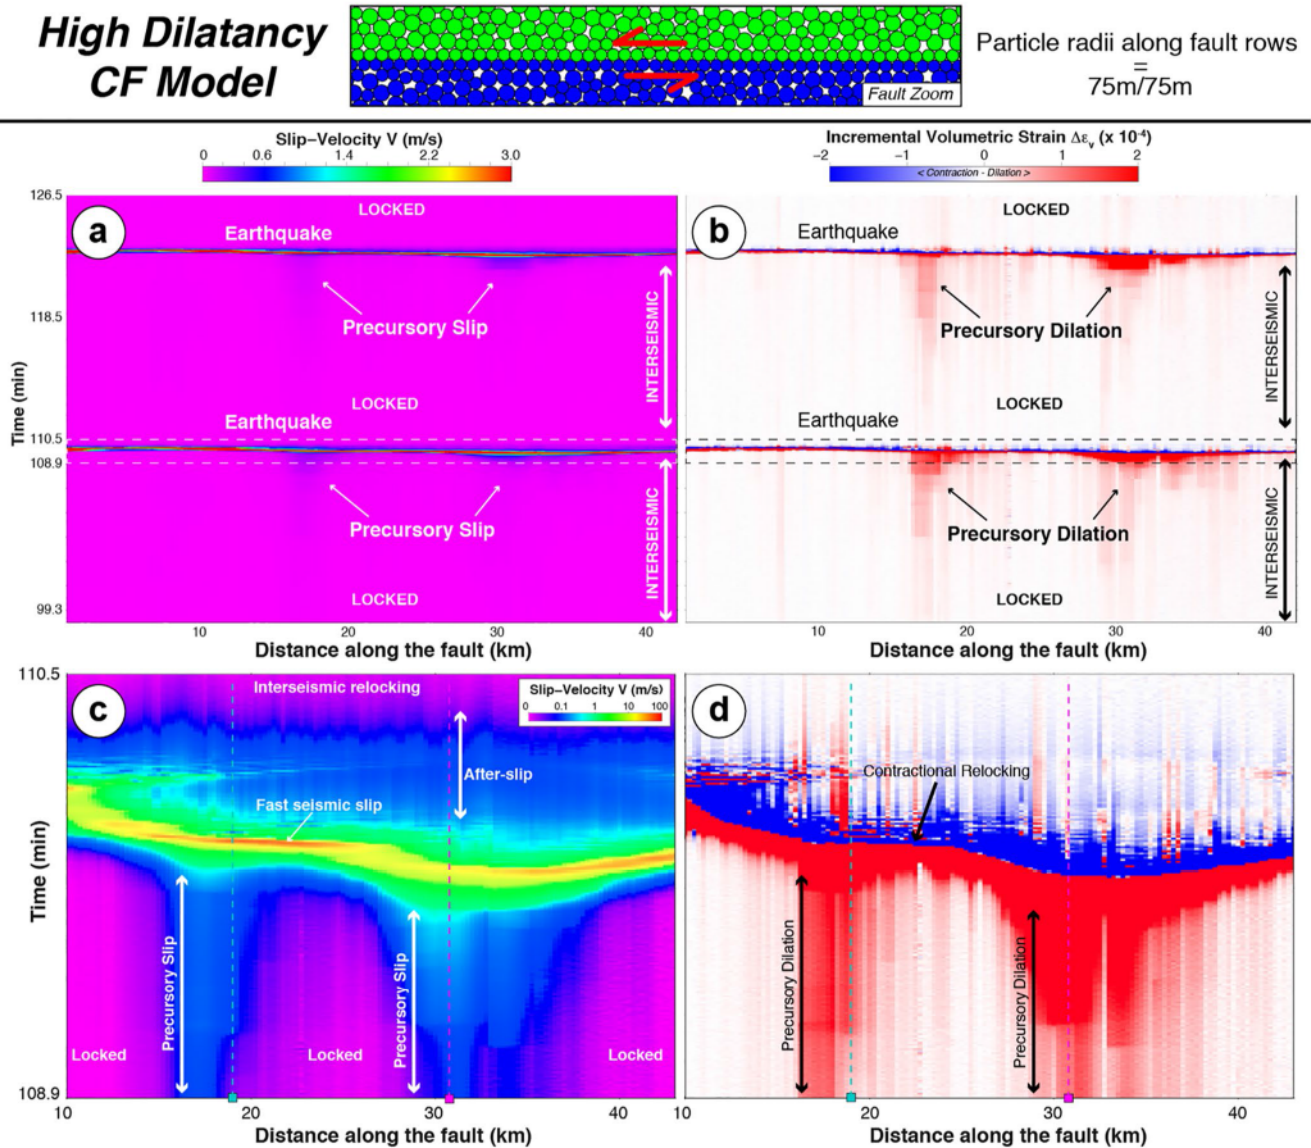 High Dilatancy
CF Model
Fault Zoom
Particle radii along fault rows
=
75m/75m
Slip-Velocity V (m/s)
0 0.6 1.4 2.2 3.0
Incremental Volumetric Strain Δεv (x 10-4)
-2 -1 0 1 2
< Contraction - Dilation >
126.5
118.5
110.5
108.9
99.3
Time (min)
a
LOCKED
Earthquake
Precursory Slip
INTERSEISMIC
LOCKED
Earthquake
Precursory Slip
INTERSEISMIC
LOCKED
10 20 30 40
Distance along the fault (km)
b
LOCKED
Earthquake
Precursory Dilation
INTERSEISMIC
LOCKED
Earthquake
Precursory Dilation
INTERSEISMIC
LOCKED
10 20 30 40
Distance along the fault (km)
110.5
108.9
Time (min)
c
Interseismic relocking
Slip-Velocity V (m/s)
0 0.1 1 10 100
After-slip
Fast seismic slip
Precursory Slip
Precursory Slip
Locked
Locked
Locked
10 20 30 40
Distance along the fault (km)
d
Contractional Relocking
Precursory Dilation
Precursory Dilation
10 20 30 40
Distance along the fault (km)